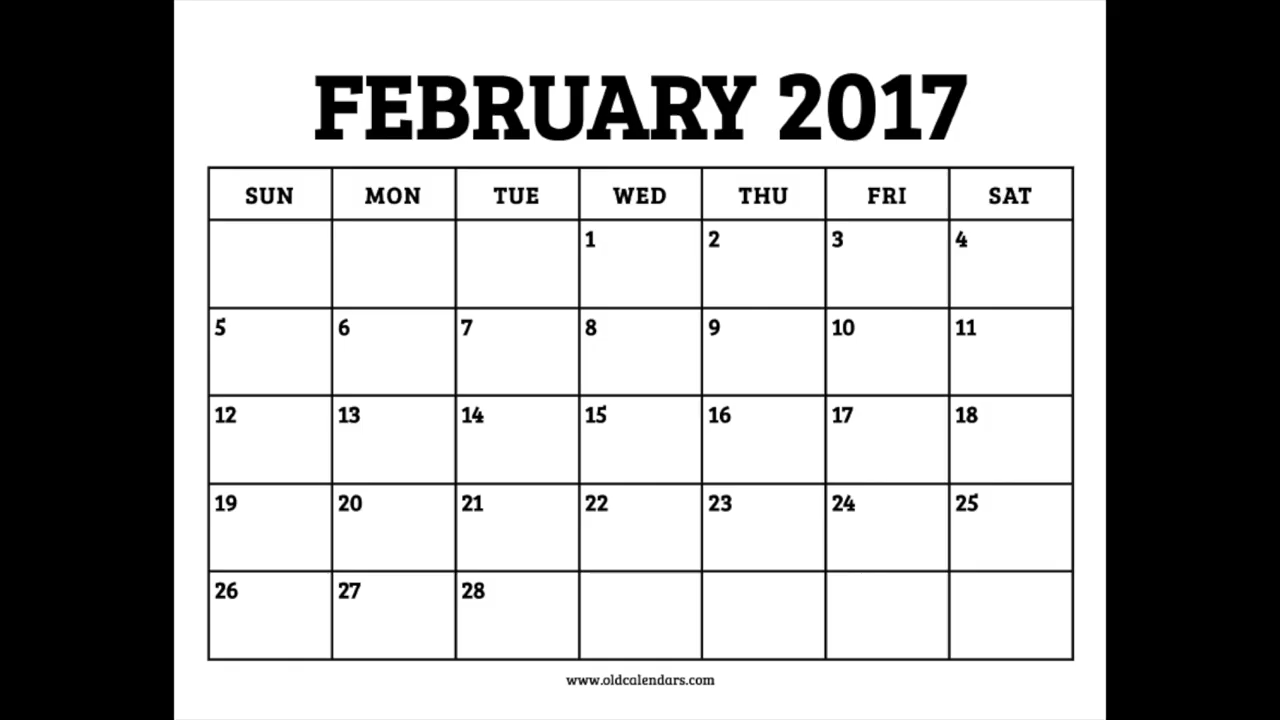 FEBRUARY 2017
SUN MON TUE WED THU FRI SAT
1 2 3 4
5 6 7 8 9 10 11
12 13 14 15 16 17 18
19 20 21 22 23 24 25
26 27 28
www.oldcalendars.com